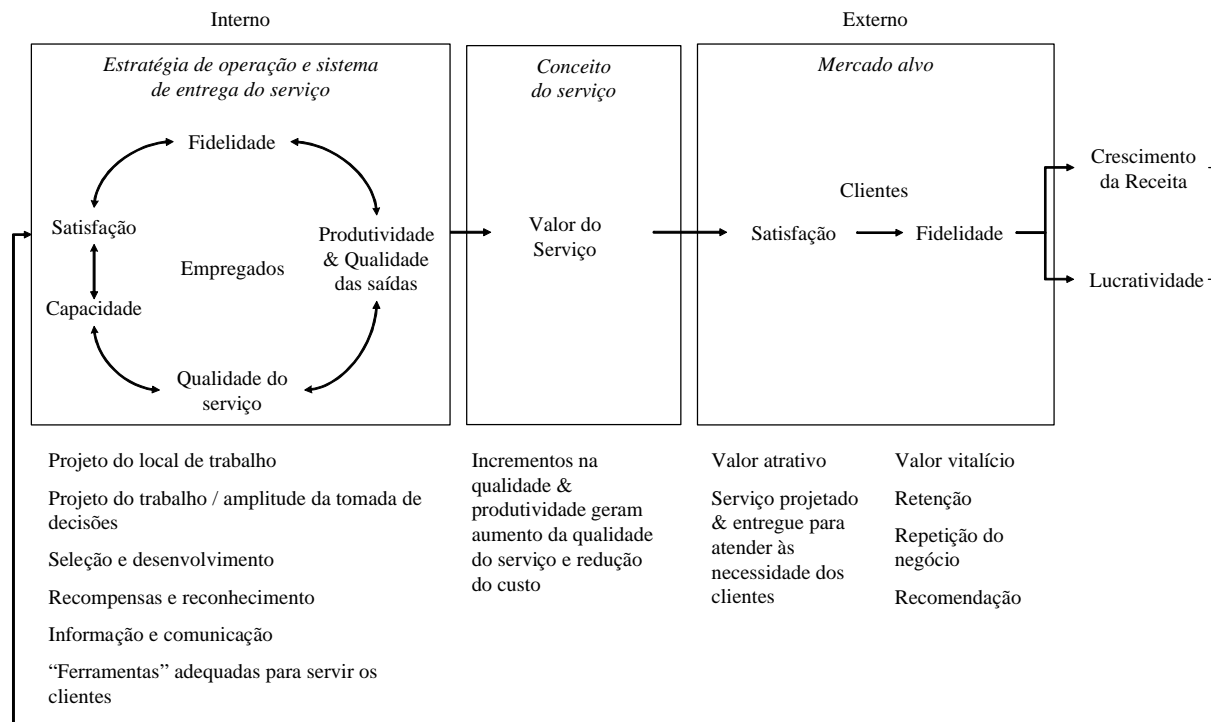 Interno
Externo
Estratégia de operação e sistema
de entrega do serviço
Fidelidade
Satisfação
Produtividade
& Qualidade
das saídas
Empregados
Capacidade
Qualidade do
serviço
Conceito
do serviço
Valor do
Serviço
Mercado alvo
Clientes
Satisfação
Fidelidade
Crescimento
da Receita
Lucratividade
Projeto do local de trabalho
Projeto do trabalho / amplitude da tomada de
decisões
Seleção e desenvolvimento
Recompensas e reconhecimento
Informação e comunicação
“Ferramentas” adequadas para servir os
clientes
Incrementos na
qualidade &
produtividade geram
aumento da qualidade
do serviço e redução
do custo
Valor atrativo
Serviço projetado
& entregue para
atender às
necessidade dos
clientes
Valor vitalício
Retenção
Repetição do
negócio
Recomendação